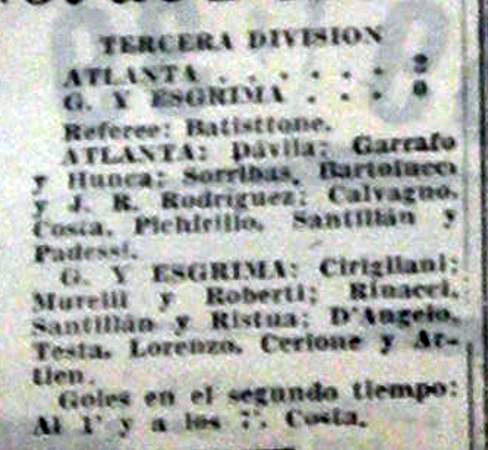 TERCERA DIVISION
ATLANTA . . . . . . 2
G. Y ESGRIMA . . . 0
Referee: Batisttone.
ATLANTA: Dávila; Garrafo
y Hunca; Sorribas, Bartolucci
y J. R. Rodríguez; Calvagno,
Costa, Pichirillo, Santillán y
Padessi.
G. Y ESGRIMA: Cirigliani;
Murelli y Roberti; Rinacci,
Santillán y Ristua; D'Angelo,
Testa, Lorenzo, Cerione y Ar-
tien.
Goles en el segundo tiempo:
Al 1' y a los 7', Costa.